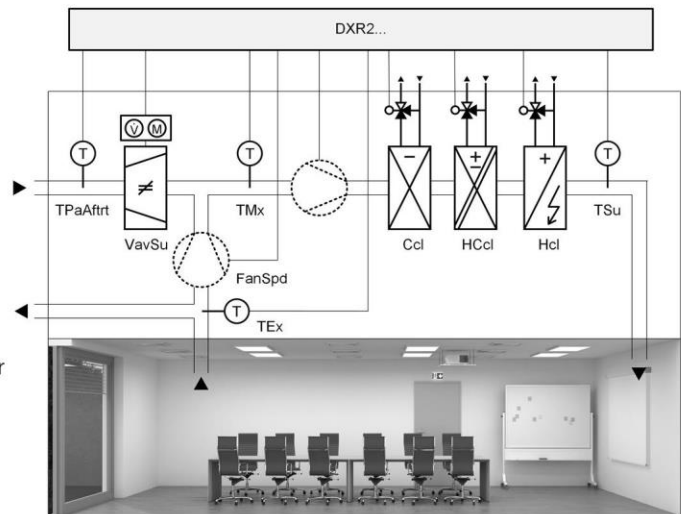 DXR2...
V M
T
T
T
TPaAftrt
VavSu
TMx
Ccl
HCcl
Hcl
TSu
FanSpd
T
TEx
r